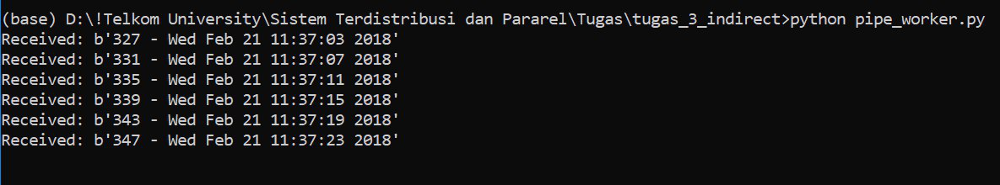 (base) D:\!Telkom University\Sistem Terdistribusi dan Pararel\Tugas\tugas_3_indirect>python pipe_worker.py
Received: b'327 - Wed Feb 21 11:37:03 2018'
Received: b'331 - Wed Feb 21 11:37:07 2018'
Received: b'335 - Wed Feb 21 11:37:11 2018'
Received: b'339 - Wed Feb 21 11:37:15 2018'
Received: b'343 - Wed Feb 21 11:37:19 2018'
Received: b'347 - Wed Feb 21 11:37:23 2018'